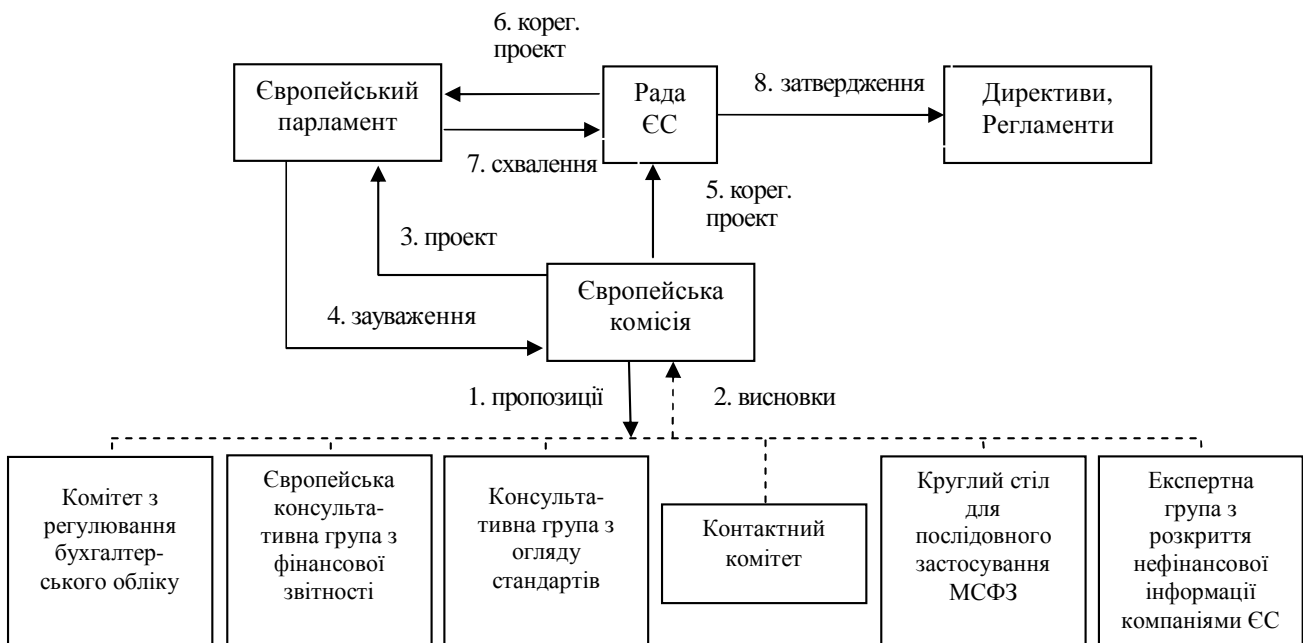 6. корег.
проект
Європейський
парламент
Рада
ЄС
8. затвердження
Директиви,
Регламенти
7. схвалення
5. корег.
проект
3. проект
Європейська
комісія
4. зауваження
1. пропозиції
2. висновки
Комітет з
регулювання
бухгалтер-
ського обліку
Європейська
консульта-
тивна група з
фінансової
звітності
Консульта-
тивна група з
огляду
стандартів
Контактний
комітет
Круглий стіл
для
послідовного
застосування
МСФЗ
Експертна
група з
розкриття
нефінансової
інформації
компаніями ЄС